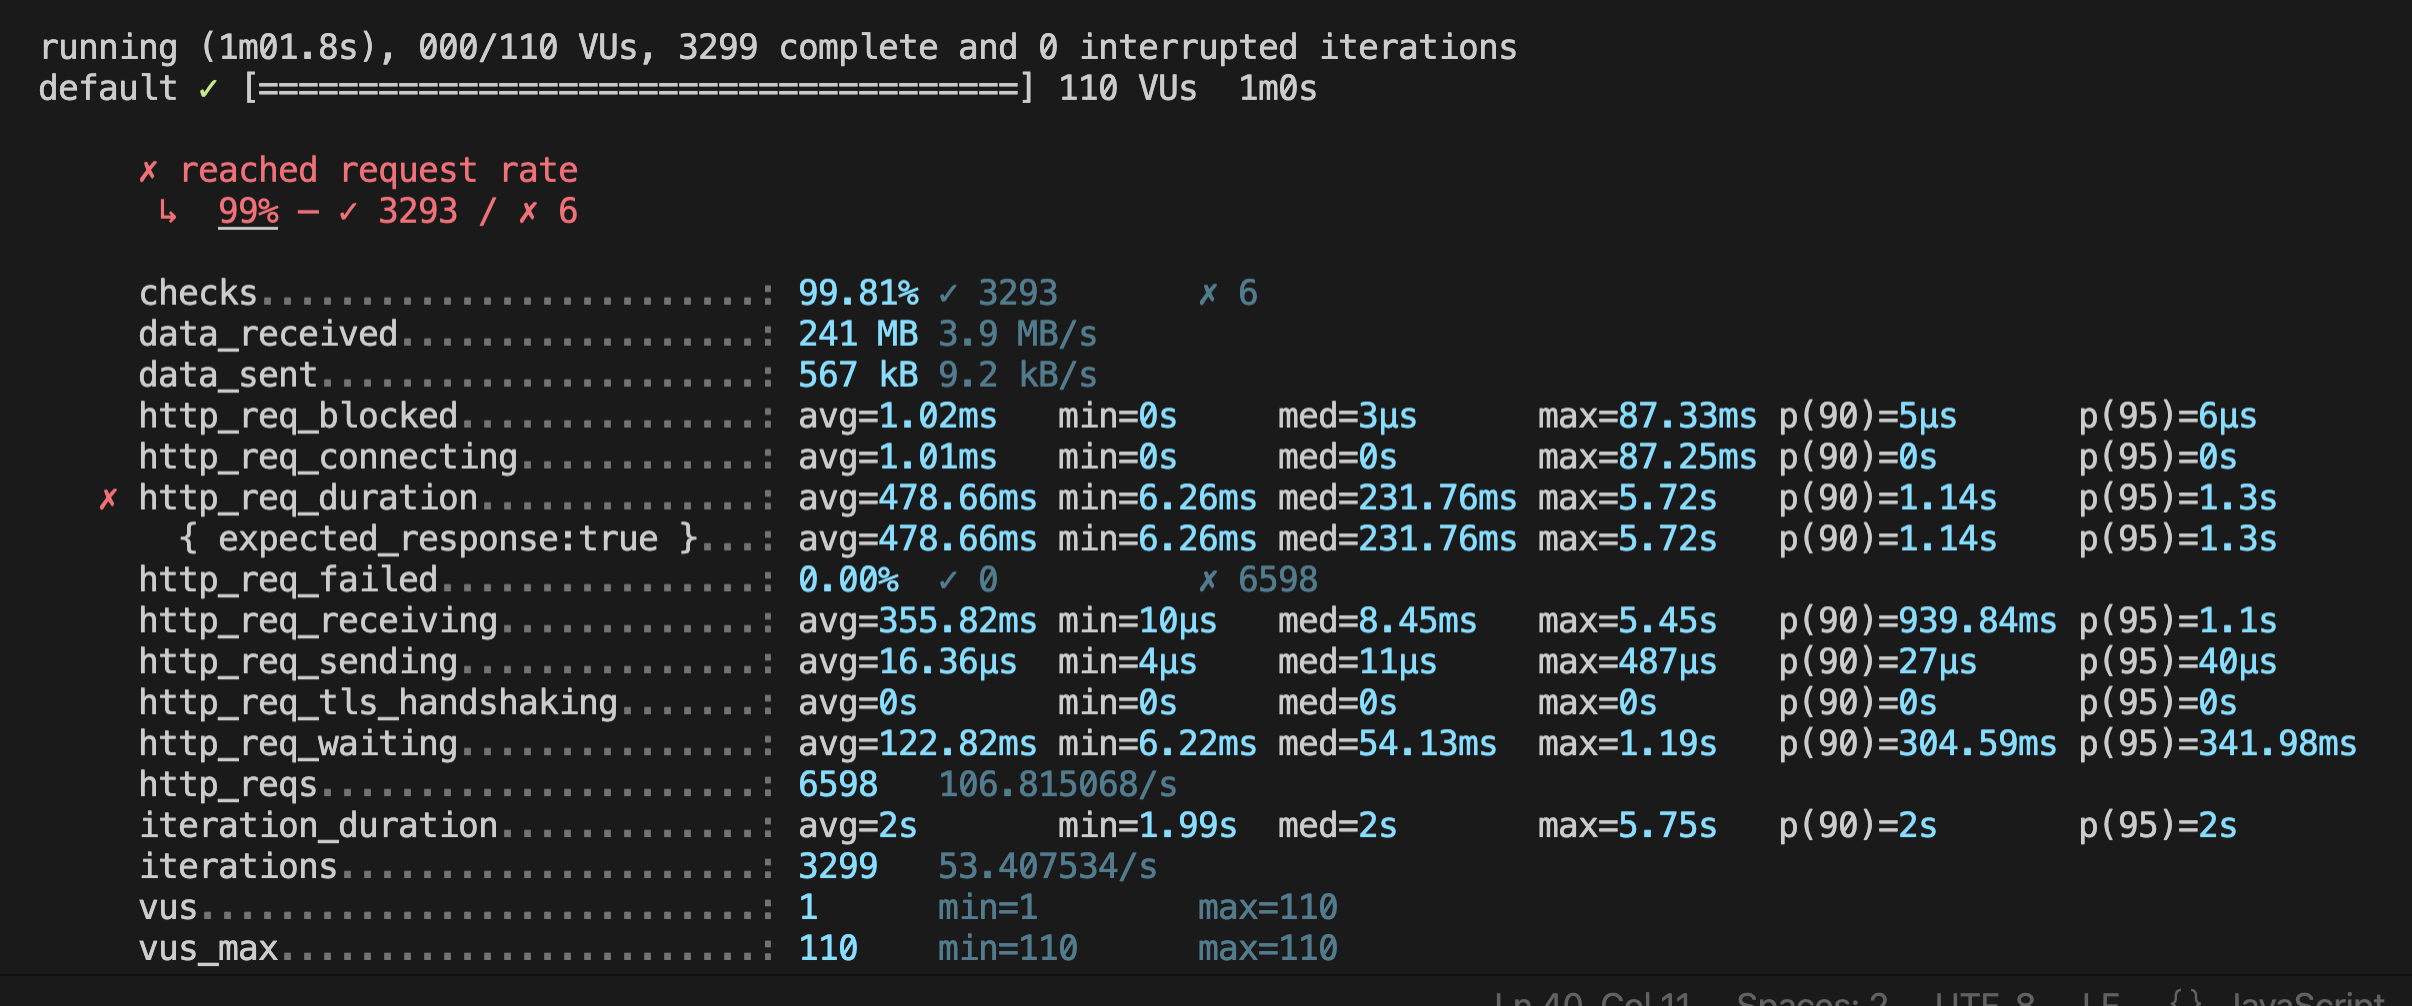 running (1m01.8s), 000/110 VUs, 3299 complete and 0 interrupted iterations
default ✓ [======================================] 110 VUs  1m0s
✗ reached request rate
↳  99% — ✓ 3293 / ✗ 6
checks.........................: 99.81% ✓ 3293       ✗ 6
data_received..................: 241 MB 3.9 MB/s
data_sent......................: 567 kB 9.2 kB/s
http_req_blocked...............: avg=1.02ms   min=0s     med=3µs      max=87.33ms p(90)=5µs      p(95)=6µs
http_req_connecting............: avg=1.01ms   min=0s     med=0s       max=87.25ms p(90)=0s       p(95)=0s
✗ http_req_duration..............: avg=478.66ms min=6.26ms med=231.76ms max=5.72s   p(90)=1.14s    p(95)=1.3s
{ expected_response:true }...: avg=478.66ms min=6.26ms med=231.76ms max=5.72s   p(90)=1.14s    p(95)=1.3s
http_req_failed................: 0.00%  ✓ 0          ✗ 6598
http_req_receiving.............: avg=355.82ms min=10µs   med=8.45ms   max=5.45s   p(90)=939.84ms p(95)=1.1s
http_req_sending...............: avg=16.36µs  min=4µs    med=11µs     max=487µs   p(90)=27µs     p(95)=40µs
http_req_tls_handshaking.......: avg=0s       min=0s     med=0s       max=0s      p(90)=0s       p(95)=0s
http_req_waiting...............: avg=122.82ms min=6.22ms med=54.13ms  max=1.19s   p(90)=304.59ms p(95)=341.98ms
http_reqs......................: 6598   106.815068/s
iteration_duration.............: avg=2s       min=1.99s  med=2s       max=5.75s   p(90)=2s       p(95)=2s
iterations.....................: 3299   53.407534/s
vus............................: 1      min=1        max=110
vus_max........................: 110    min=110      max=110
Ln 40, Col 11  Spaces: 2  UTF-8  LF  {} JavaScript